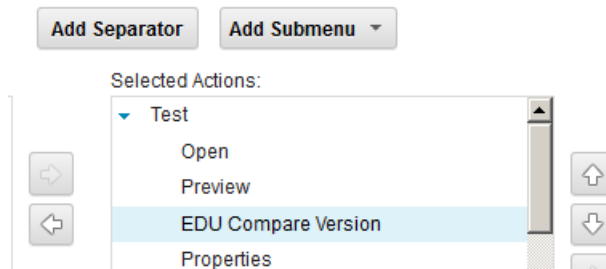 Add Separator Add Submenu
Selected Actions:
Test
Open
Preview
EDU Compare Version
Properties